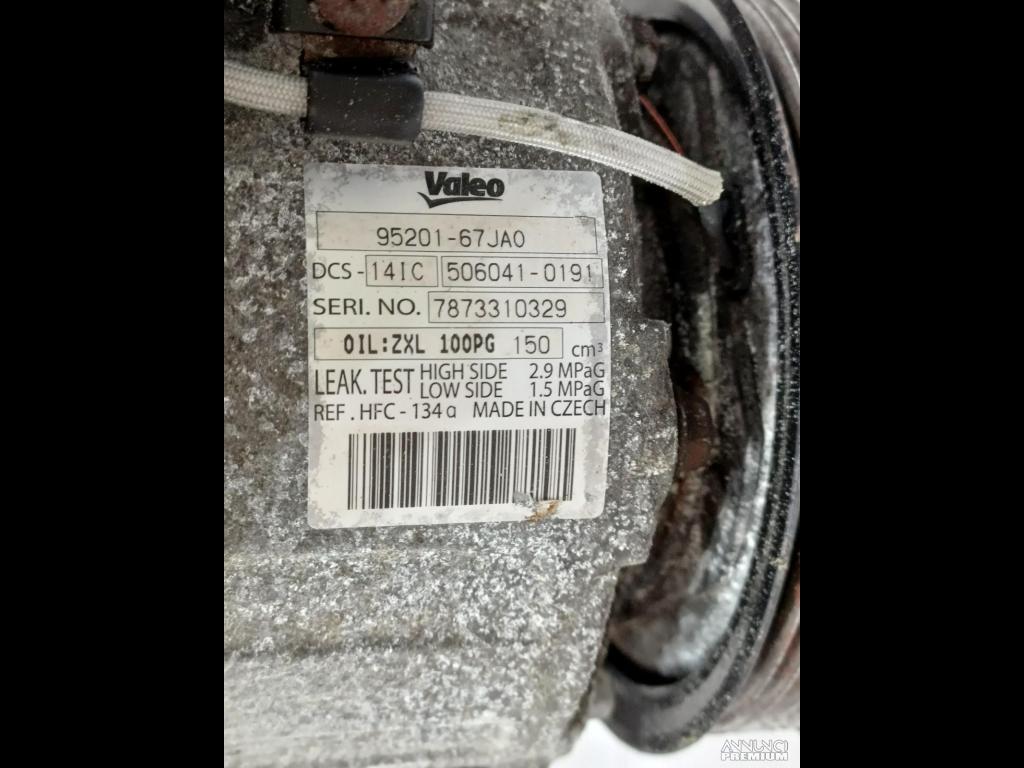 Valeo
95201-67JA0
DCS - 14IC 506041-0191
SERI. NO. 7873310329
OIL:ZXL 100PG 150 cm³
LEAK. TEST HIGH SIDE 2.9 MPaG
LOW SIDE 1.5 MPaG
REF . HFC - 134a MADE IN CZECH
ANNUNCI
PREMIUM